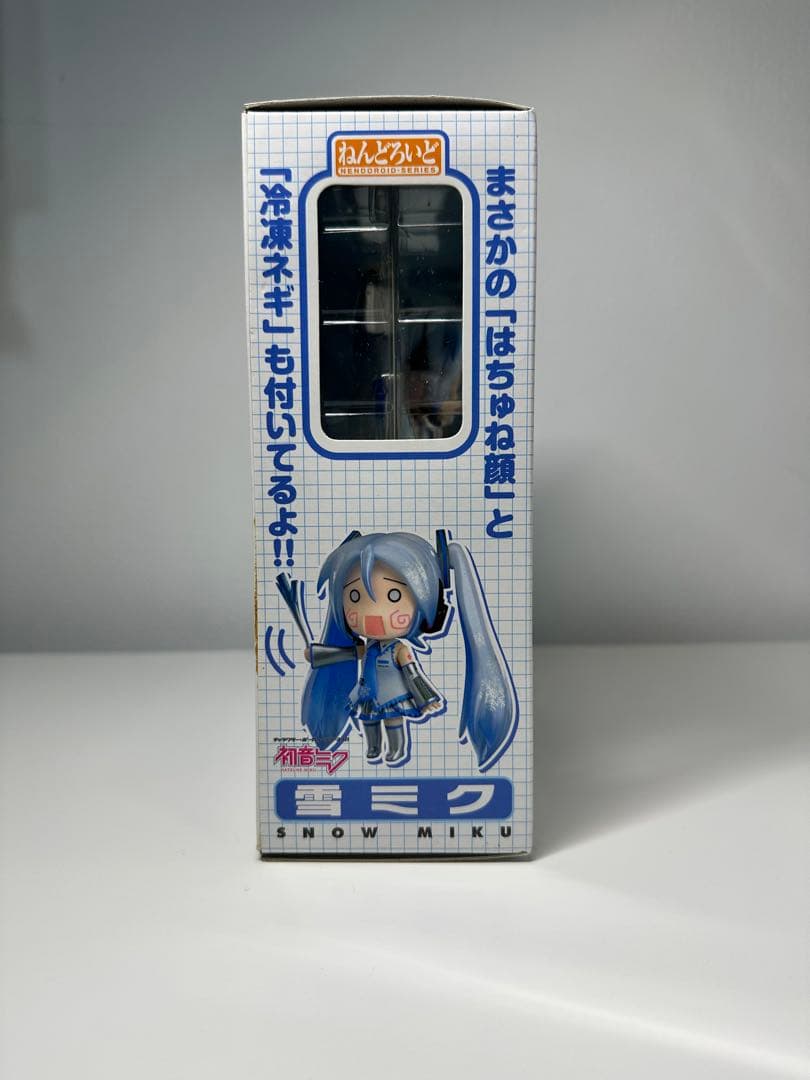 ねんどろいど
NENDOROID-SERIES
まさかの「はちゅね顔」と
「冷凍ネギ」も付いてるよ!!
初音ミク
HATSUNE MIKU
雪ミク
SNOW MIKU